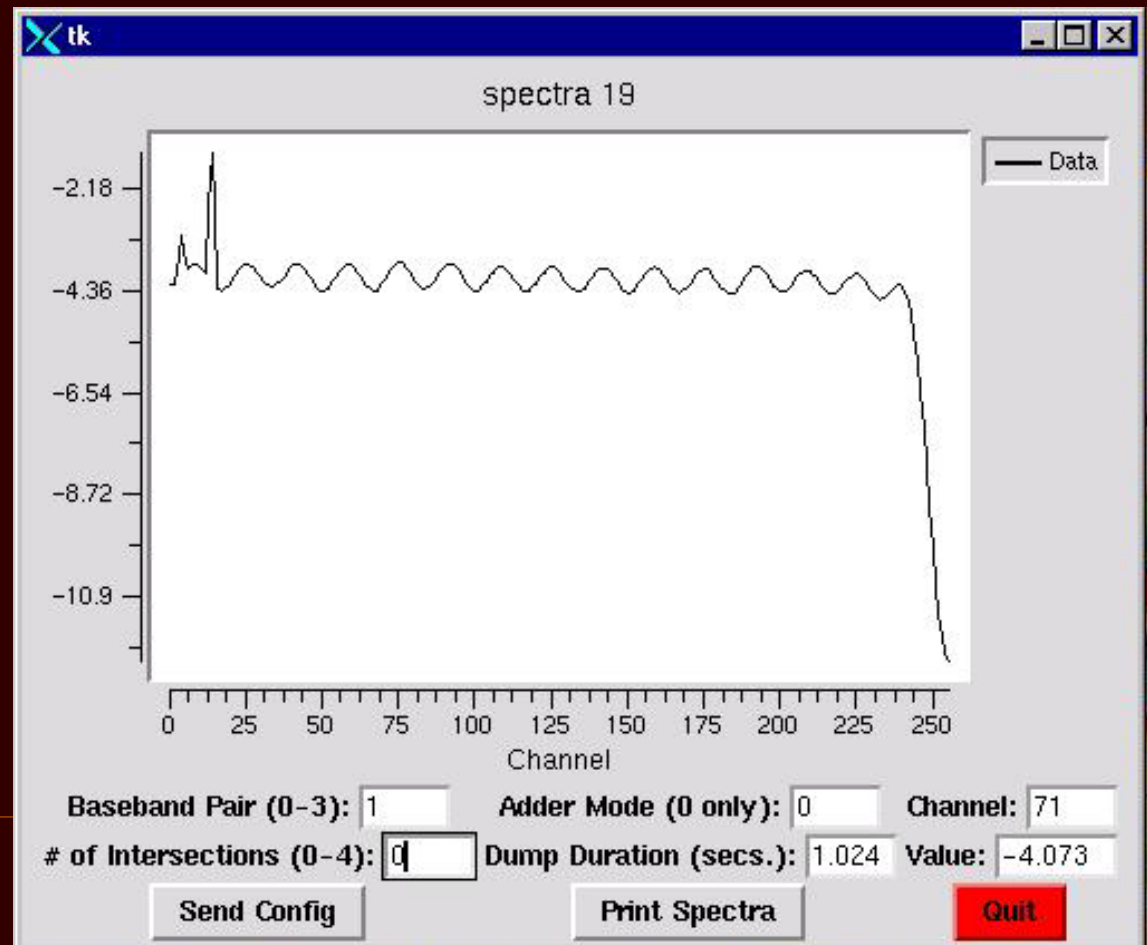 tk
spectra 19
Data
-2.18
-4.36
-6.54
-8.72
-10.9
0 25 50 75 100 125 150 175 200 225 250
Channel
Baseband Pair (0-3): 1 Adder Mode (0 only): 0 Channel: 71
# of Intersections (0-4): 0 Dump Duration (secs.): 1.024 Value: -4.073
Send Config Print Spectra Quit